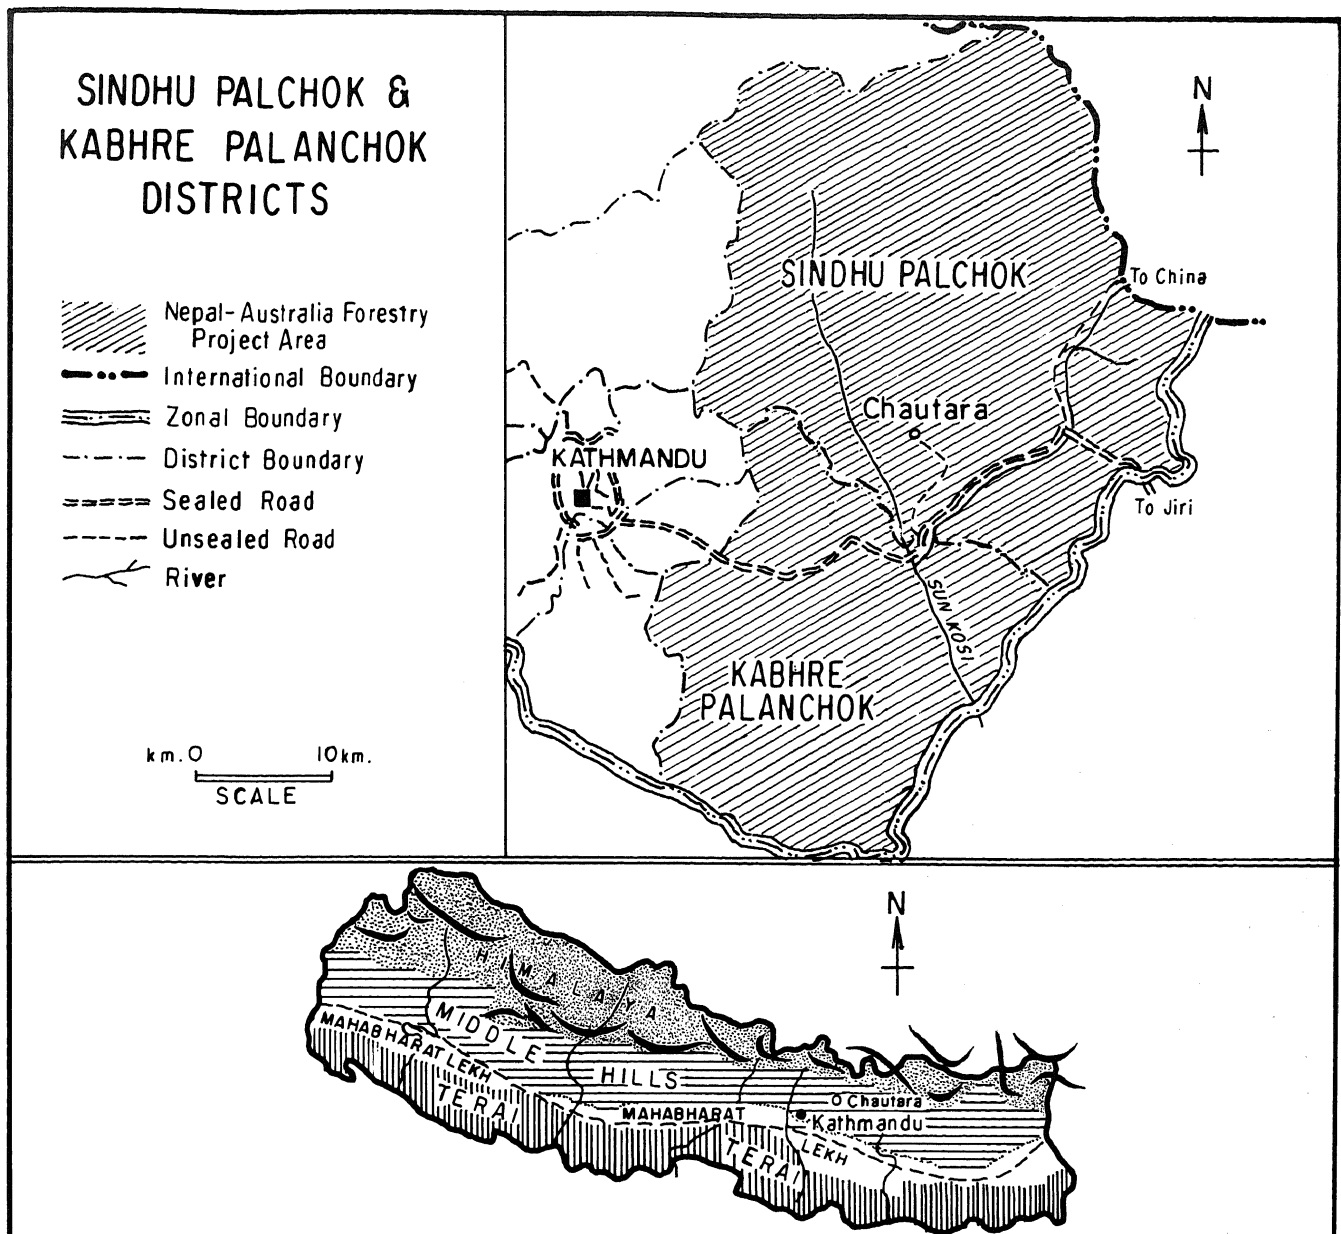 SINDHU PALCHOK &
KABHRE PALANCHOK
DISTRICTS
Nepal-Australia Forestry
Project Area
International Boundary
Zonal Boundary
District Boundary
Sealed Road
Unsealed Road
River
km. 0 10 km.
SCALE
N
SINDHU PALCHOK
To China
Chautara
KATHMANDU
To Jiri
SUN KOSI
KABHRE
PALANCHOK
N
HIMALAYA
MIDDLE
HILLS
MAHABHARAT LEKH
TERAI
MAHABHARAT
LEKH
Chautara
Kathmandu
TERAI